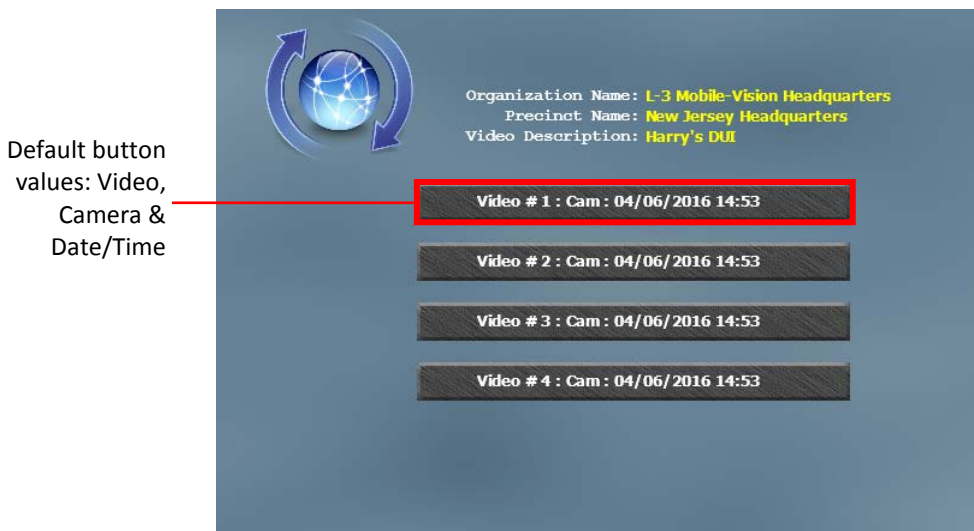 Organization Name: L-3 Mobile-Vision Headquarters
Precinct Name: New Jersey Headquarters
Video Description: Harry's DUI
Default button
values: Video,
Camera &
Date/Time
Video # 1 : Cam : 04/06/2016 14:53
Video # 2 : Cam : 04/06/2016 14:53
Video # 3 : Cam : 04/06/2016 14:53
Video # 4 : Cam : 04/06/2016 14:53